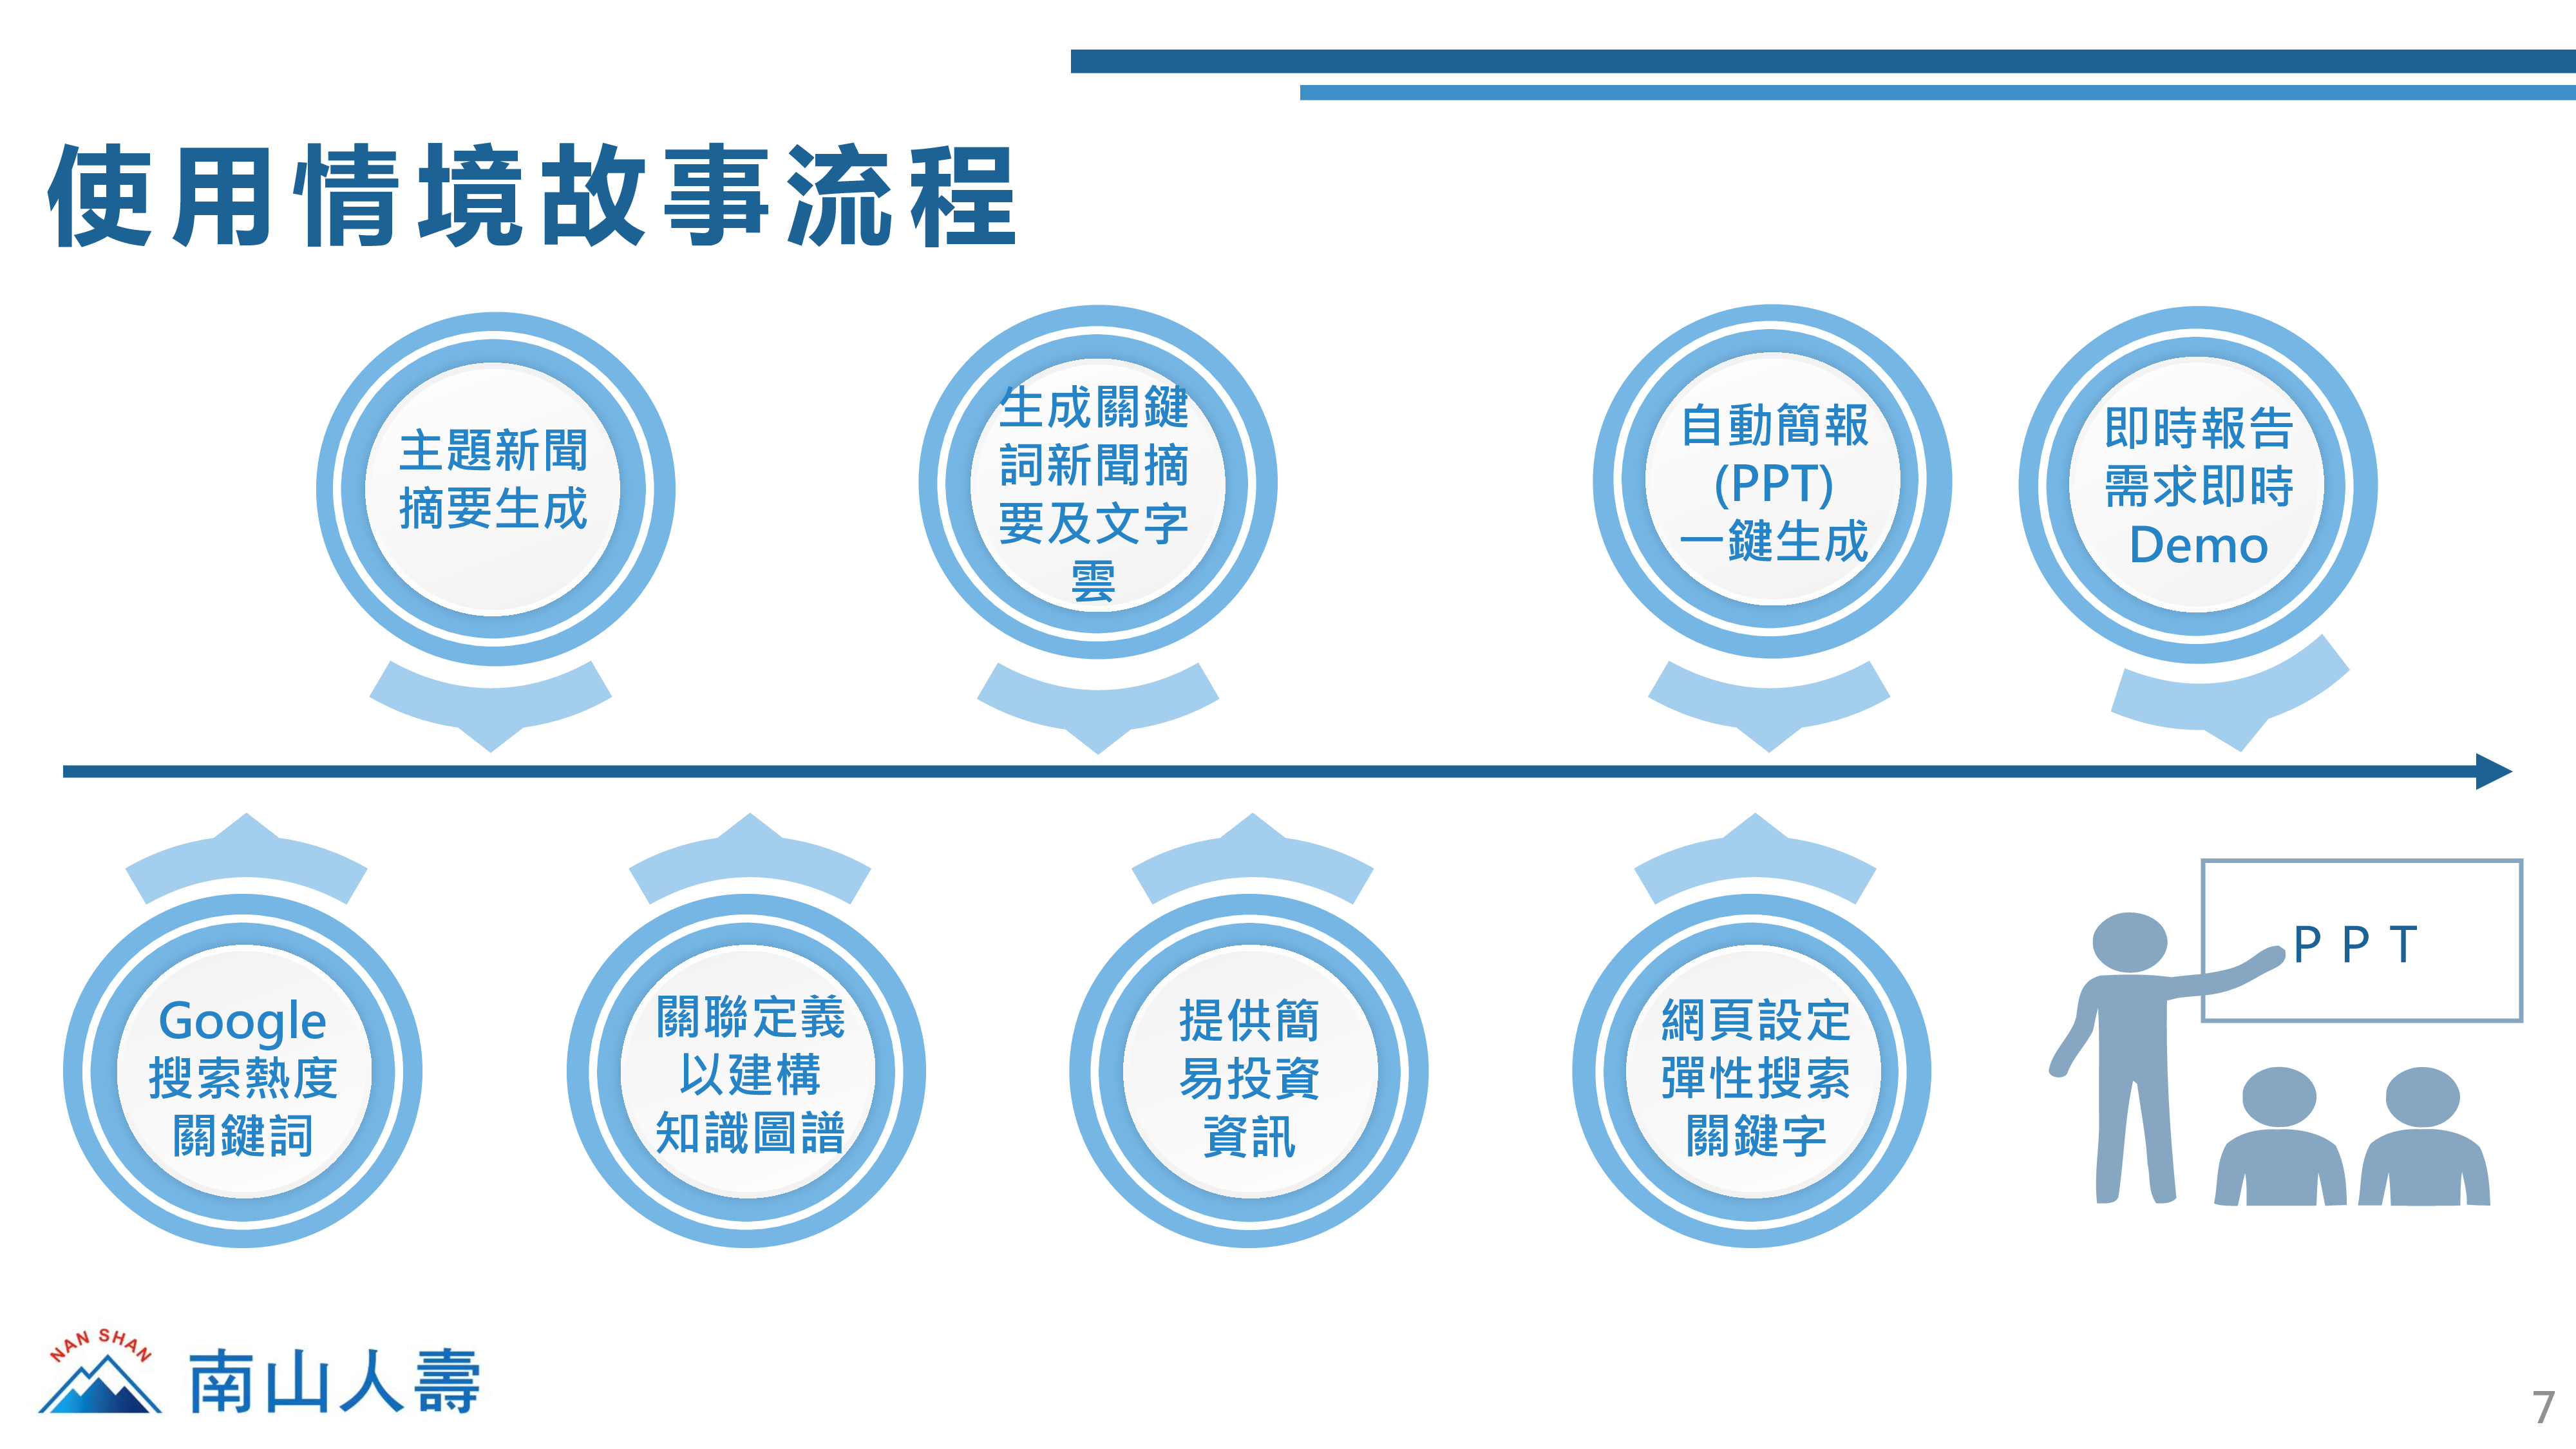 使用情境故事流程
主題新聞
摘要生成
生成關鍵
詞新聞摘
要及文字
雲
自動簡報
(PPT)
一鍵生成
即時報告
需求即時
Demo
Google
搜索熱度
關鍵詞
關聯定義
以建構
知識圖譜
提供簡
易投資
資訊
網頁設定
彈性搜索
關鍵字
PPT
NAN SHAN
南山人壽
7